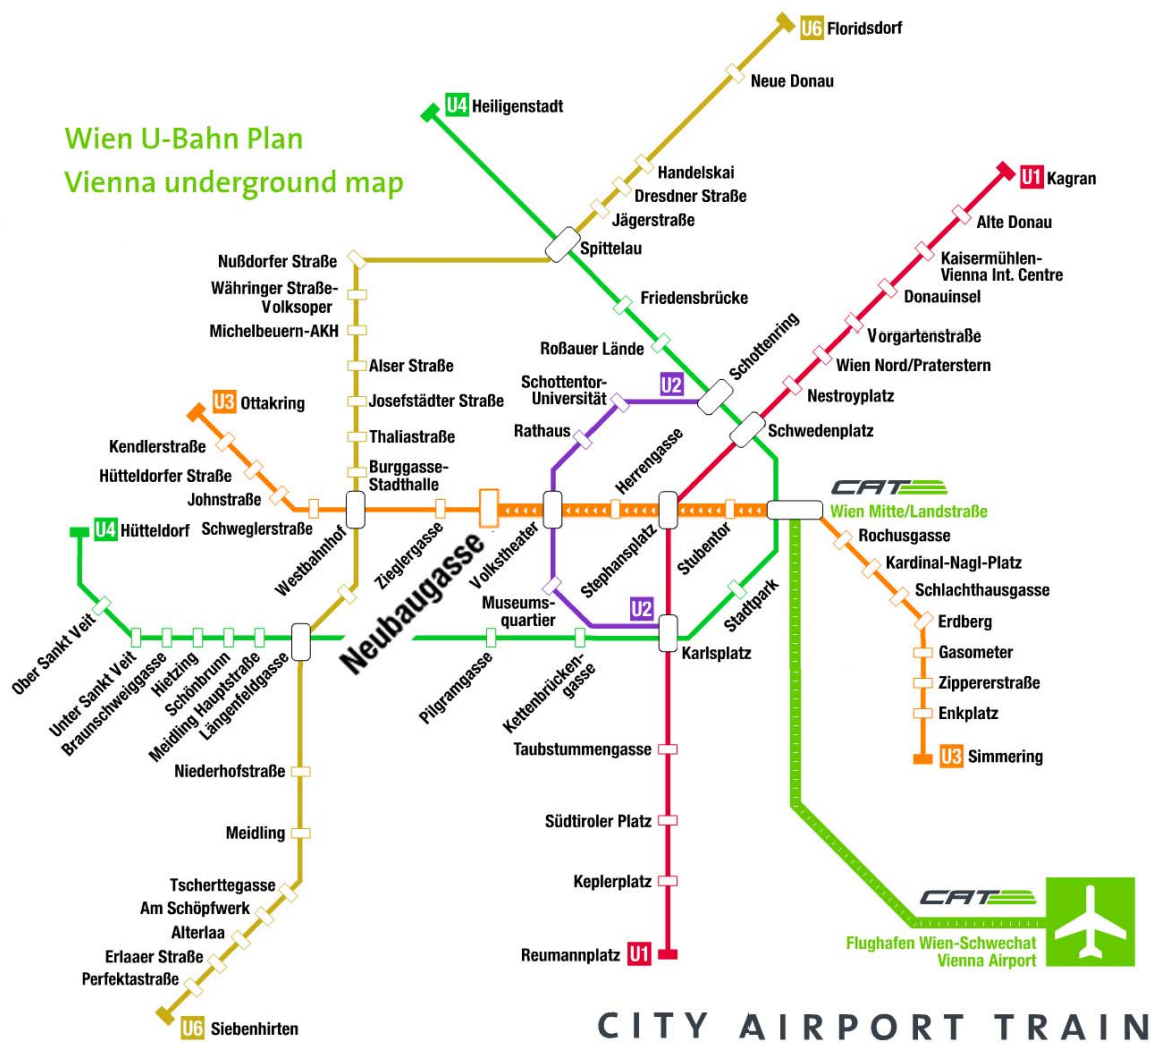 U6 Floridsdorf
Neue Donau
U4 Heiligenstadt
Wien U-Bahn Plan
Vienna underground map
Handelskai
Dresdner Straße
Jägerstraße
U1 Kagran
Alte Donau
Spittelau
Nußdorfer Straße
Kaisermühlen-
Vienna Int. Centre
Währinger Straße-
Volksoper
Donauinsel
Friedensbrücke
Michelbeuern-AKH
Vorgartenstraße
Roßauer Lände
Schottenring
Alser Straße
Wien Nord/Praterstern
Schottentor-
Universität
U2
Nestroyplatz
U3 Ottakring
Josefstädter Straße
Rathaus
Schwedenplatz
Kendlerstraße
Thaliastraße
Herrengasse
Hütteldorfer Straße
Burggasse-
Stadthalle
Johnstraße
CAT
Wien Mitte/Landstraße
U4 Hütteldorf
Schweglerstraße
Westbahnhof
Zieglergasse
Neubaugasse
Volkstheater
Stephansplatz
Stubentor
Rochusgasse
Kardinal-Nagl-Platz
Schlachthausgasse
Museums-
quartier
U2
Stadtpark
Erdberg
Ober Sankt Veit
Unter Sankt Veit
Braunschweiggasse
Hietzing
Schönbrunn
Meidling Hauptstraße
Längenfeldgasse
Pilgramgasse
Kettenbrücken-
gasse
Karlsplatz
Gasometer
Zippererstraße
Enkplatz
U3 Simmering
Taubstummengasse
Niederhofstraße
Südtiroler Platz
Meidling
Keplerplatz
Tscherttegasse
Am Schöpfwerk
Alterlaa
Erlaaer Straße
Perfektastraße
Reumannplatz U1
CAT
Flughafen Wien-Schwechat
Vienna Airport
U6 Siebenhirten
CITY AIRPORT TRAIN